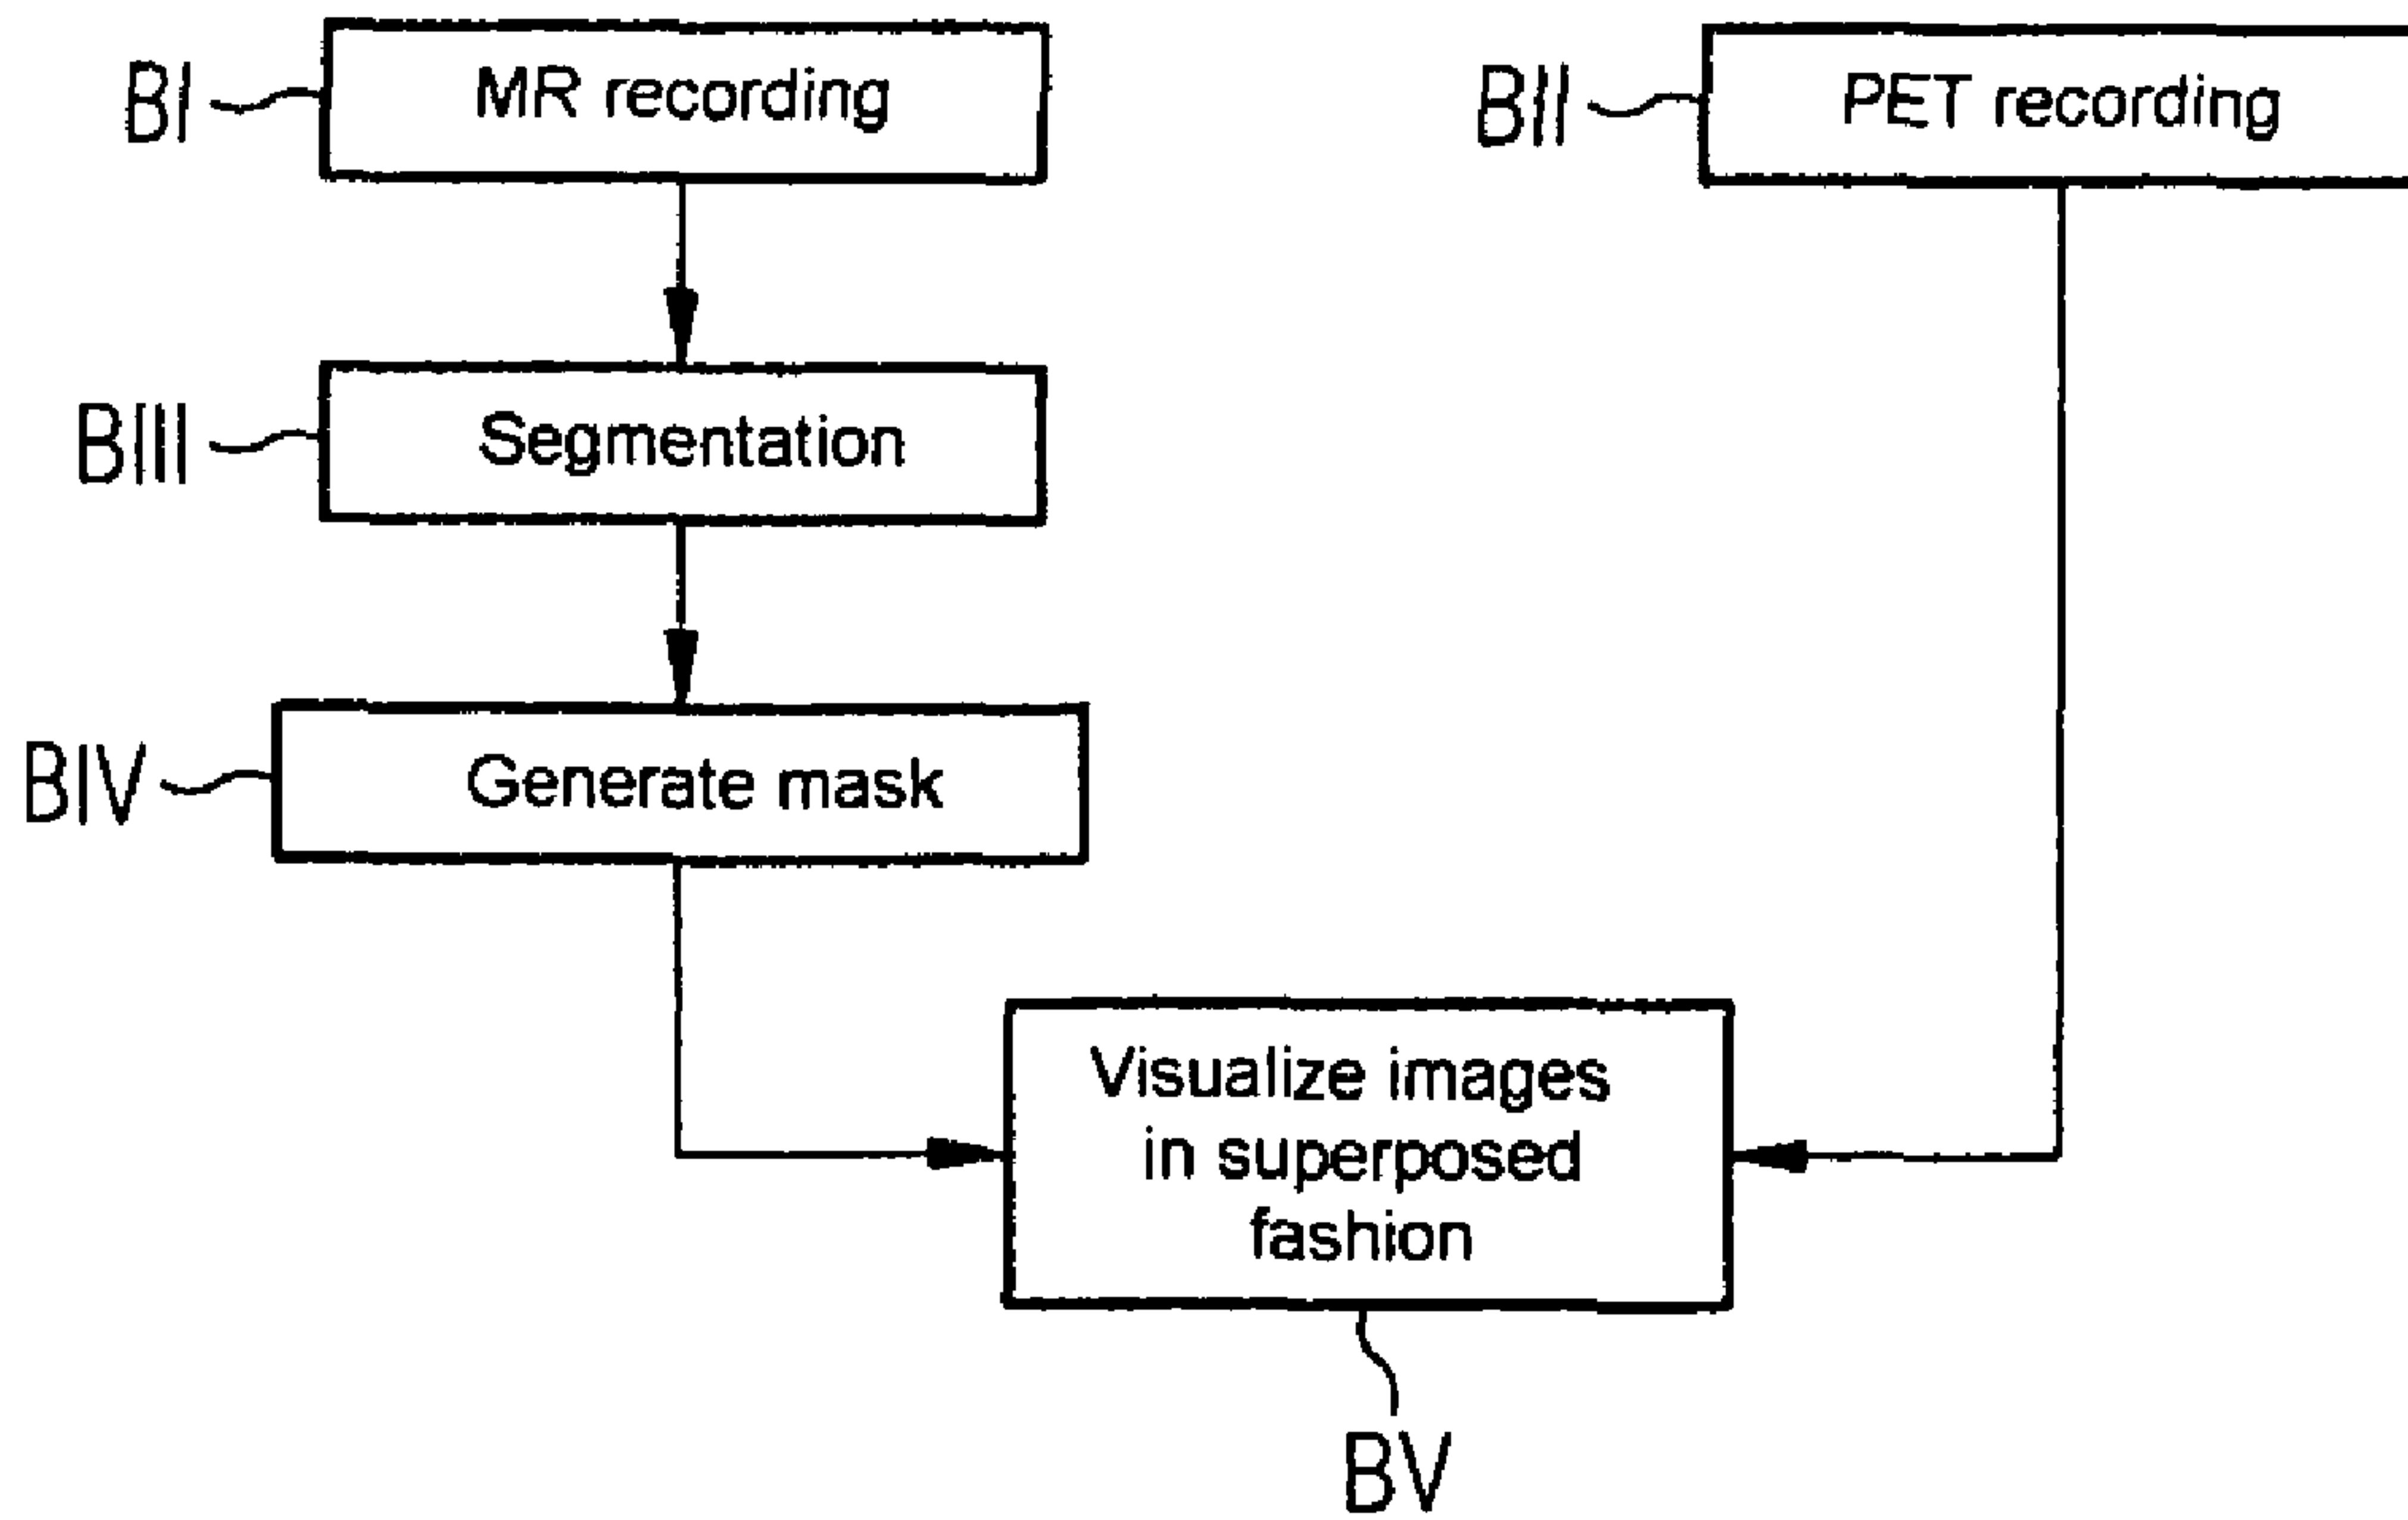 BI
MR recording
BII
PET recording
BIII
Segmentation
BIV
Generate mask
Visualize images
in superposed
fashion
BV